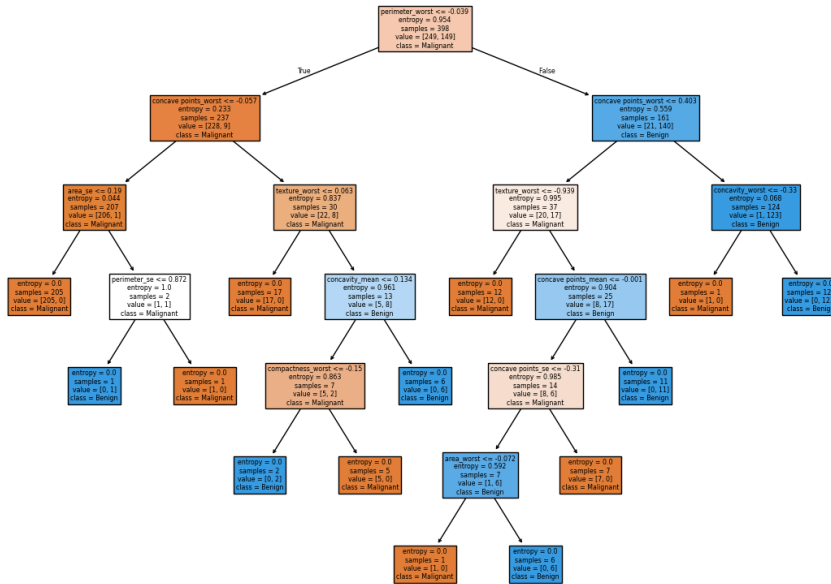 perimeter_worst <= -0.039
entropy = 0.954
samples = 398
value = [249, 149]
class = Malignant
True
False
concave points_worst <= -0.057
entropy = 0.233
samples = 237
value = [228, 9]
class = Malignant
concave points_worst <= 0.403
entropy = 0.559
samples = 161
value = [21, 140]
class = Benign
area_se <= 0.19
entropy = 0.044
samples = 207
value = [206, 1]
class = Malignant
texture_worst <= 0.063
entropy = 0.837
samples = 30
value = [22, 8]
class = Malignant
texture_worst <= -0.939
entropy = 0.995
samples = 37
value = [20, 17]
class = Malignant
concavity_worst <= -0.33
entropy = 0.068
samples = 124
value = [1, 123]
class = Benign
entropy = 0.0
samples = 205
value = [205, 0]
class = Malignant
perimeter_se <= 0.872
entropy = 1.0
samples = 2
value = [1, 1]
class = Malignant
entropy = 0.0
samples = 17
value = [17, 0]
class = Malignant
concavity_mean <= 0.134
entropy = 0.961
samples = 13
value = [5, 8]
class = Benign
entropy = 0.0
samples = 12
value = [12, 0]
class = Malignant
concave points_mean <= -0.001
entropy = 0.904
samples = 25
value = [8, 17]
class = Benign
entropy = 0.0
samples = 1
value = [1, 0]
class = Malignant
entropy = 0.0
samples = 12
value = [0, 12
class = Benign
entropy = 0.0
samples = 1
value = [0, 1]
class = Benign
entropy = 0.0
samples = 1
value = [1, 0]
class = Malignant
compactness_worst <= -0.15
entropy = 0.863
samples = 7
value = [5, 2]
class = Malignant
entropy = 0.0
samples = 6
value = [0, 6]
class = Benign
concave points_se <= -0.31
entropy = 0.985
samples = 14
value = [8, 6]
class = Malignant
entropy = 0.0
samples = 11
value = [0, 11]
class = Benign
entropy = 0.0
samples = 2
value = [0, 2]
class = Benign
entropy = 0.0
samples = 5
value = [5, 0]
class = Malignant
area_worst <= -0.072
entropy = 0.592
samples = 7
value = [1, 6]
class = Benign
entropy = 0.0
samples = 7
value = [7, 0]
class = Malignant
entropy = 0.0
samples = 1
value = [1, 0]
class = Malignant
entropy = 0.0
samples = 6
value = [0, 6]
class = Benign